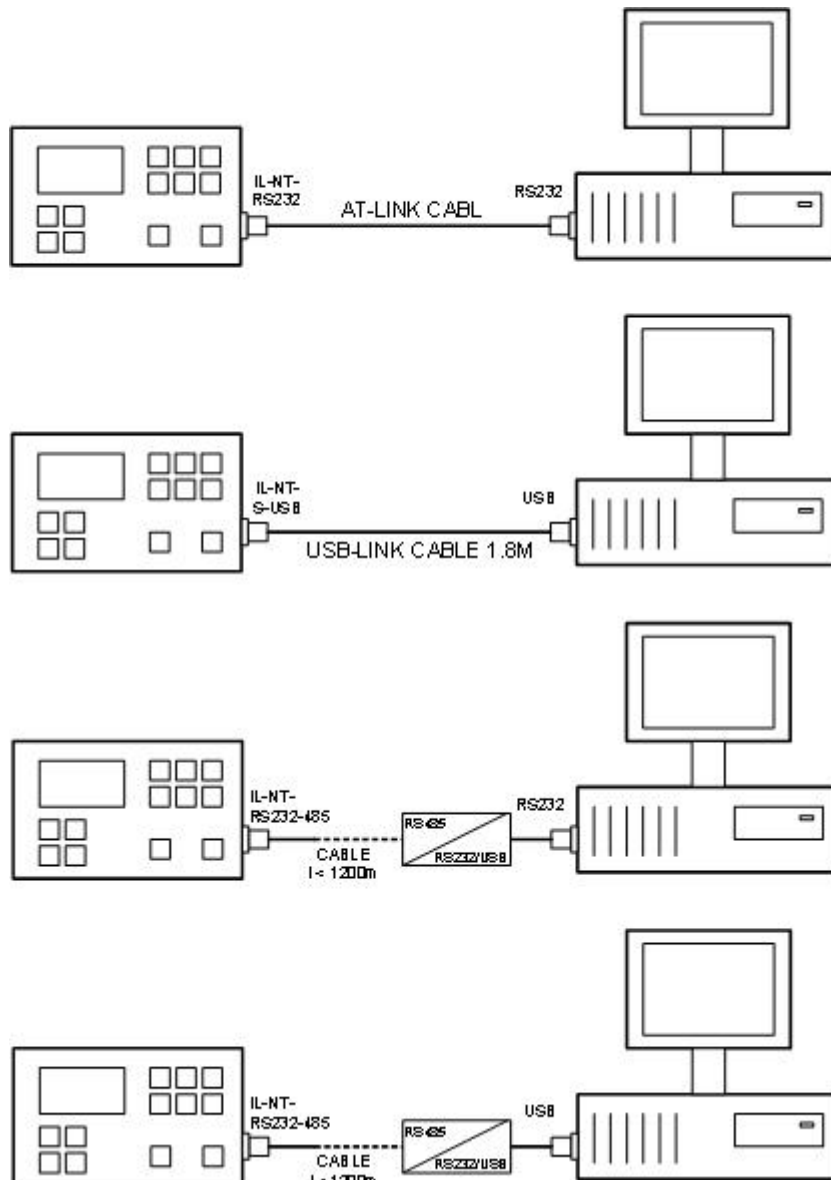 IL-NT-
RS232
AT-LINK CABL
RS232
IL-NT-
S-USB
USB-LINK CABLE 1.8M
USB
IL-NT-
RS232-485
CABLE
l < 1200m
RS485
RS232/USB
RS232
IL-NT-
RS232-485
CABLE
l < 1200m
RS485
RS232/USB
USB